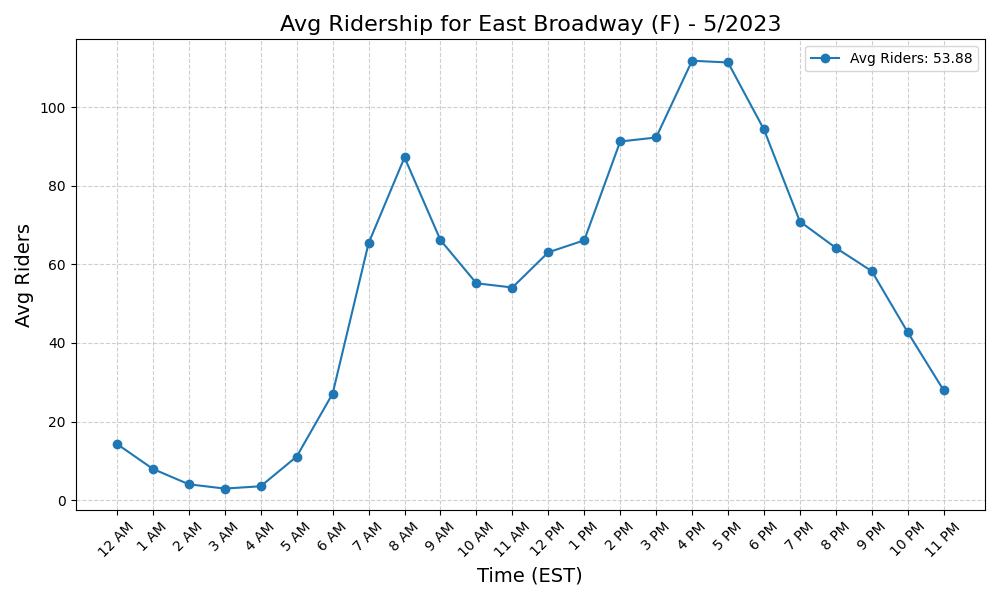 Avg Ridership for East Broadway (F) - 5/2023
Avg Riders: 53.88
Avg Riders
100
80
60
40
20
0
12 AM
1 AM
2 AM
3 AM
4 AM
5 AM
6 AM
7 AM
8 AM
9 AM
10 AM
11 AM
12 PM
1 PM
2 PM
3 PM
4 PM
5 PM
6 PM
7 PM
8 PM
9 PM
10 PM
11 PM
Time (EST)